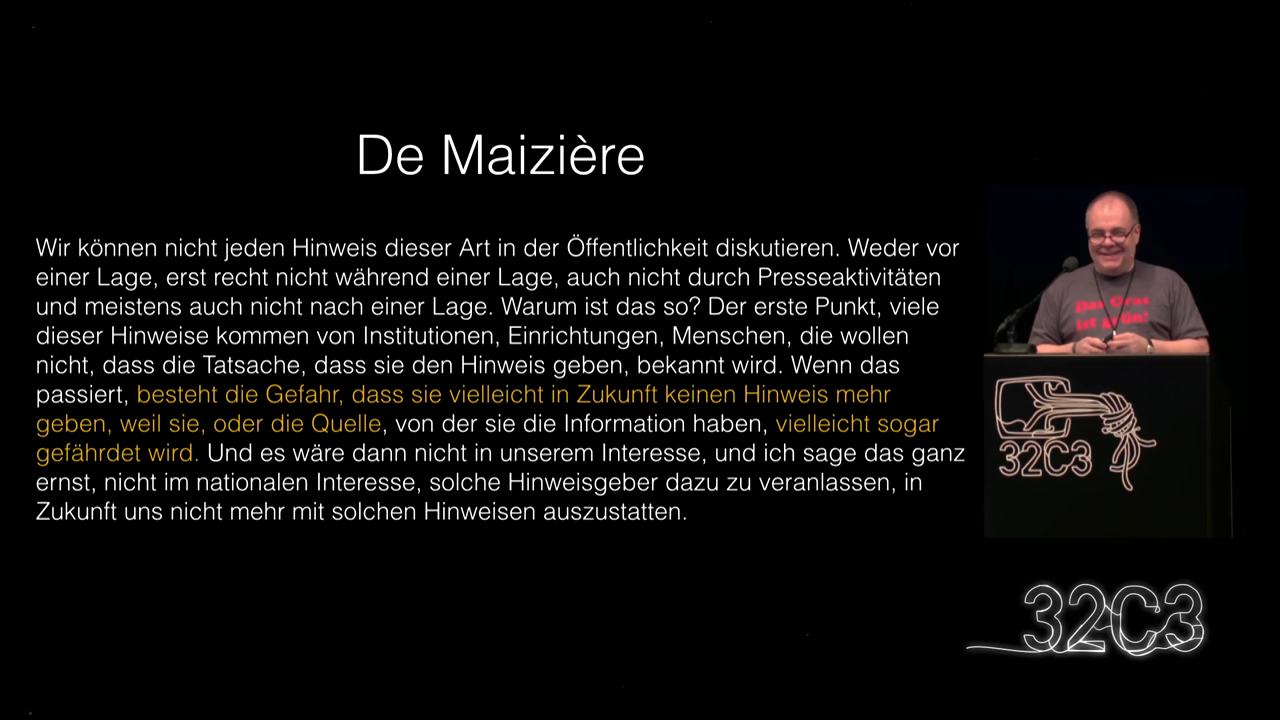 De Maizière
Wir können nicht jeden Hinweis dieser Art in der Öffentlichkeit diskutieren. Weder vor
einer Lage, erst recht nicht während einer Lage, auch nicht durch Presseaktivitäten
und meistens auch nicht nach einer Lage. Warum ist das so? Der erste Punkt, viele
dieser Hinweise kommen von Institutionen, Einrichtungen, Menschen, die wollen
nicht, dass die Tatsache, dass sie den Hinweis geben, bekannt wird. Wenn das
passiert, besteht die Gefahr, dass sie vielleicht in Zukunft keinen Hinweis mehr
geben, weil sie, oder die Quelle, von der sie die Information haben, vielleicht sogar
gefährdet wird. Und es wäre dann nicht in unserem Interesse, und ich sage das ganz
ernst, nicht im nationalen Interesse, solche Hinweisgeber dazu zu veranlassen, in
Zukunft uns nicht mehr mit solchen Hinweisen auszustatten.
Das Gras
ist grün!
32C3
32C3